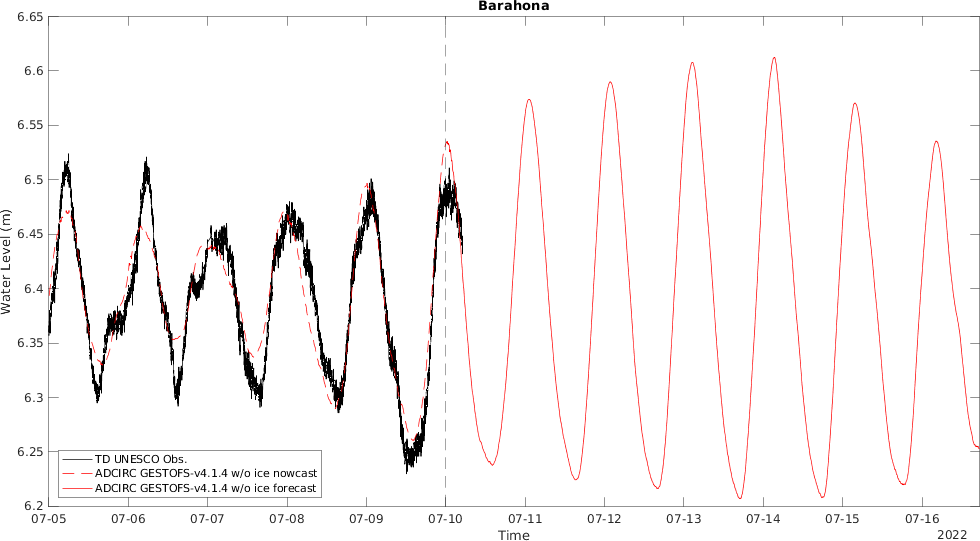 Barahona
6.65
6.6
6.55
6.5
6.45
6.4
6.35
6.3
6.25
6.2
Water Level (m)
TD UNESCO Obs.
ADCIRC GESTOFS-v4.1.4 w/o ice nowcast
ADCIRC GESTOFS-v4.1.4 w/o ice forecast
07-05 07-06 07-07 07-08 07-09 07-10 07-11 07-12 07-13 07-14 07-15 07-16
Time
2022